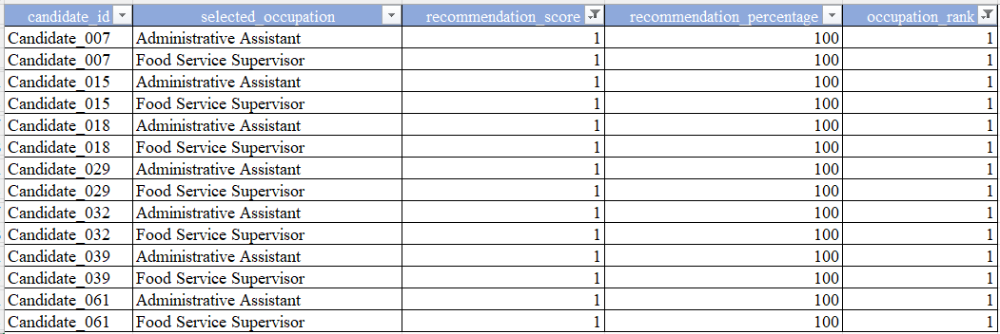 candidate_id selected_occupation recommendation_score recommendation_percentage occupation_rank
Candidate_007 Administrative Assistant 1 100 1
Candidate_007 Food Service Supervisor 1 100 1
Candidate_015 Administrative Assistant 1 100 1
Candidate_015 Food Service Supervisor 1 100 1
Candidate_018 Administrative Assistant 1 100 1
Candidate_018 Food Service Supervisor 1 100 1
Candidate_029 Administrative Assistant 1 100 1
Candidate_029 Food Service Supervisor 1 100 1
Candidate_032 Administrative Assistant 1 100 1
Candidate_032 Food Service Supervisor 1 100 1
Candidate_039 Administrative Assistant 1 100 1
Candidate_039 Food Service Supervisor 1 100 1
Candidate_061 Administrative Assistant 1 100 1
Candidate_061 Food Service Supervisor 1 100 1